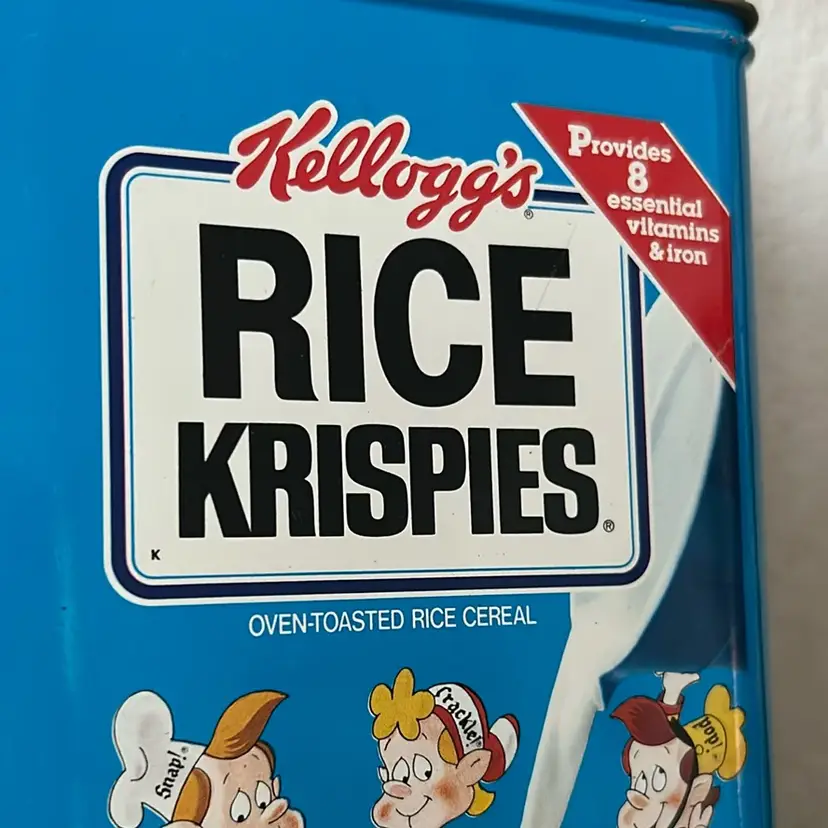 Kellogg's®
RICE
KRISPIES®
K
OVEN-TOASTED RICE CEREAL
Provides
8
essential
vitamins
& iron
Snap!®
Crackle!®
Pop!